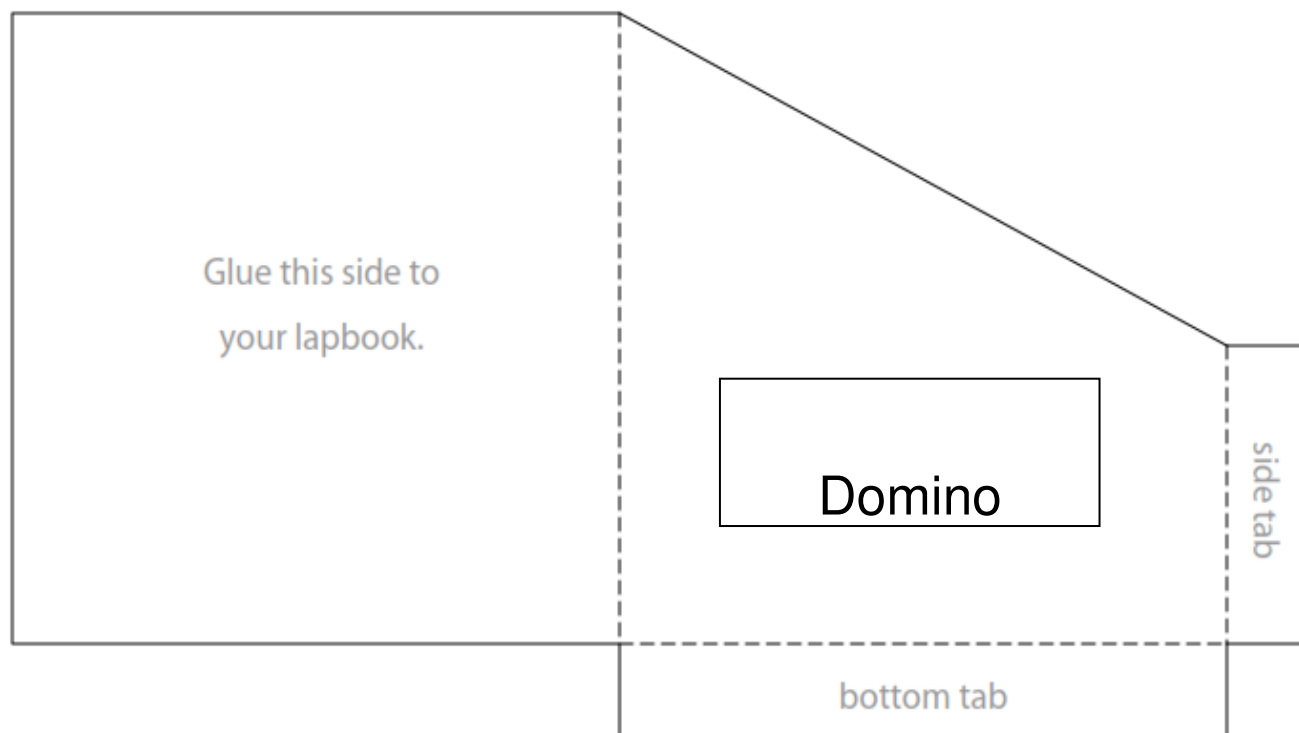 Glue this side to
your lapbook.
Domino
side tab
bottom tab